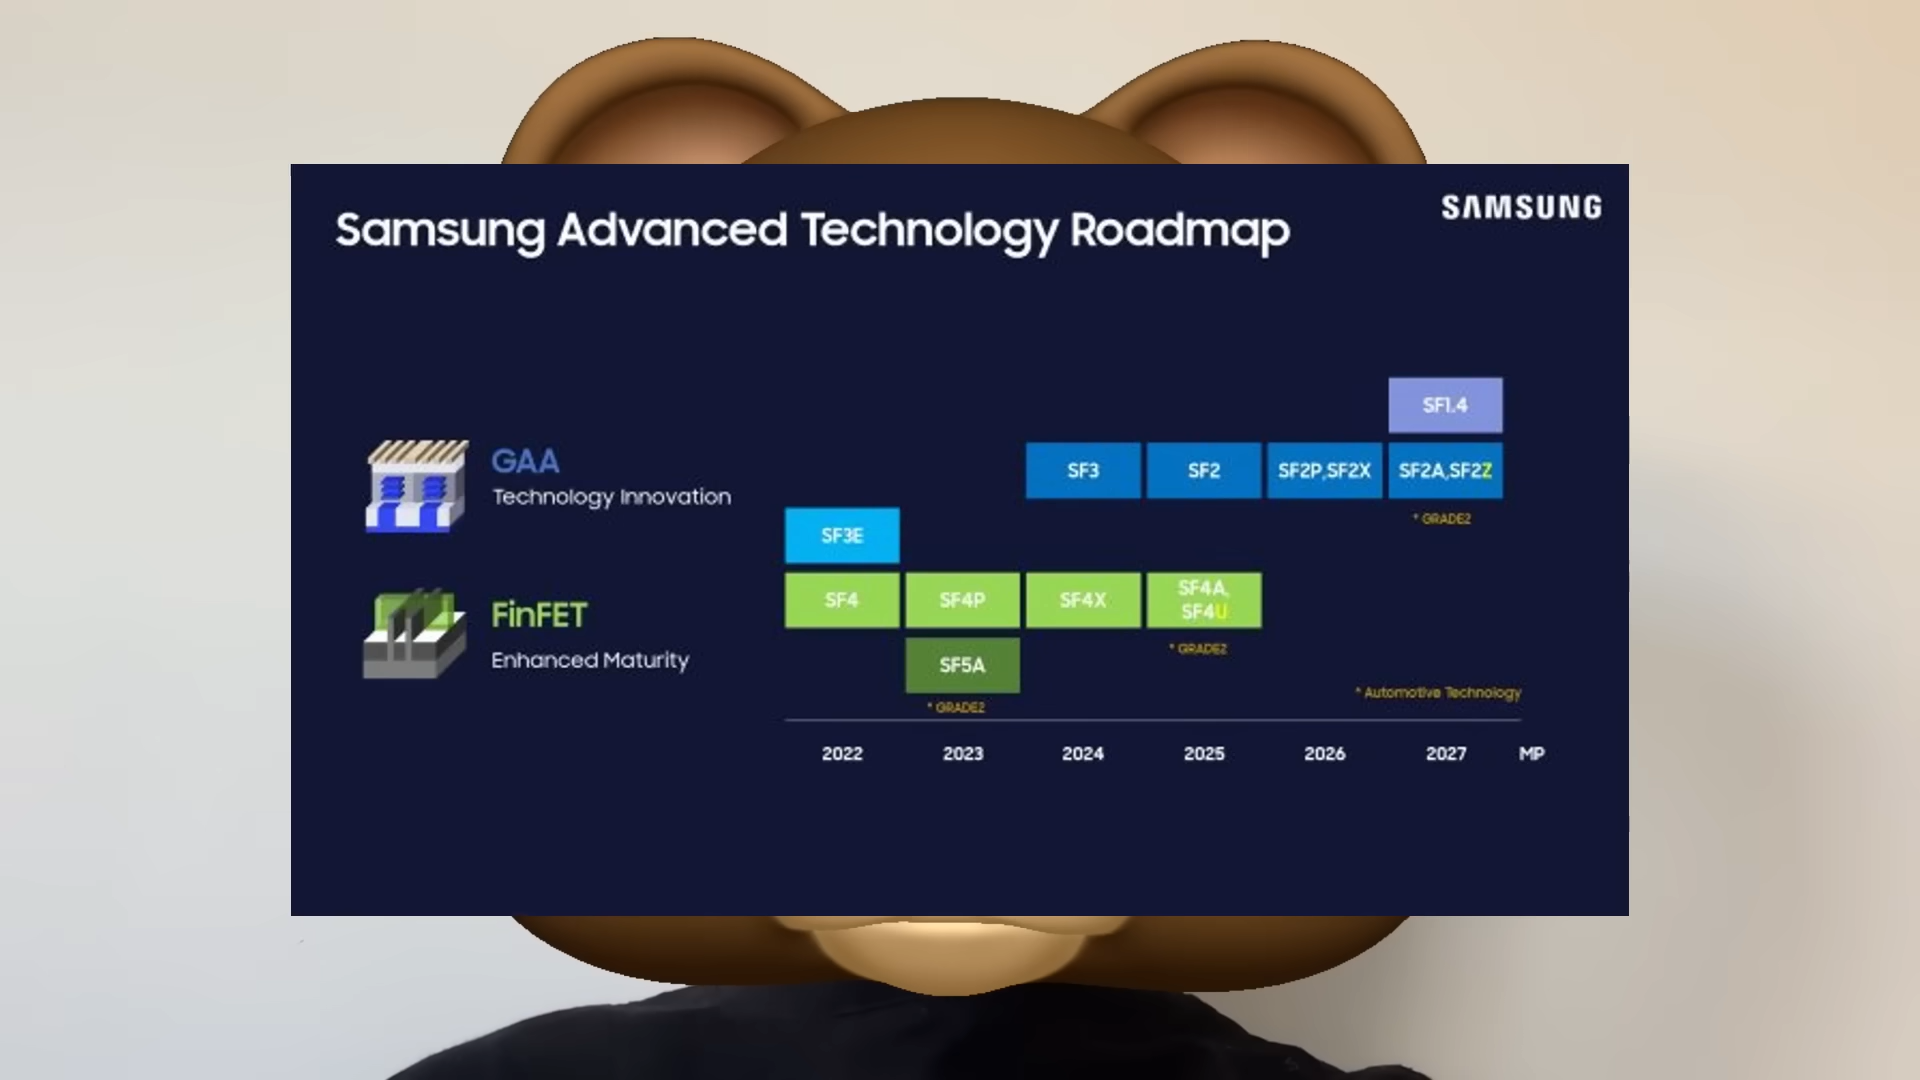 SAMSUNG
Samsung Advanced Technology Roadmap
SF1.4
GAA
Technology Innovation
SF3
SF2
SF2P,SF2X
SF2A,SF2Z
* GRADE2
SF3E
FinFET
Enhanced Maturity
SF4
SF4P
SF4X
SF4A,
SF4U
* GRADE2
SF5A
* GRADE2
* Automotive Technology
2022
2023
2024
2025
2026
2027
MP